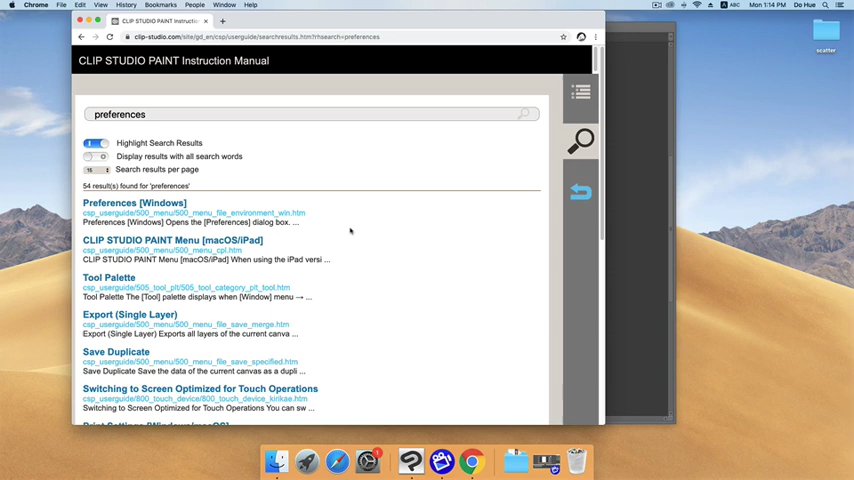 Chrome File Edit View History Bookmarks People Window Help
ABC Mon 1:14 PM Do Hue
CLIP STUDIO PAINT Instruction
clip-studio.com/site/gd_en/csp/userguide/searchresults.htm?rhsearch=preferences
CLIP STUDIO PAINT Instruction Manual
scatter
preferences
Highlight Search Results
Display results with all search words
15 Search results per page
54 result(s) found for 'preferences'
Preferences [Windows]
csp_userguide/500_menu/500_menu_file_environment_win.htm
Preferences [Windows] Opens the [Preferences] dialog box. ...
CLIP STUDIO PAINT Menu [macOS/iPad]
csp_userguide/500_menu/500_menu_cpl.htm
CLIP STUDIO PAINT Menu [macOS/iPad] When using the iPad versi ...
Tool Palette
csp_userguide/505_tool_plt/505_tool_category_plt_tool.htm
Tool Palette The [Tool] palette displays when [Window] menu → ...
Export (Single Layer)
csp_userguide/500_menu/500_menu_file_save_merge.htm
Export (Single Layer) Exports all layers of the current canva ...
Save Duplicate
csp_userguide/500_menu/500_menu_file_save_specified.htm
Save Duplicate Save the data of the current canvas as a dupli ...
Switching to Screen Optimized for Touch Operations
csp_userguide/800_touch_device/800_touch_device_kirikae.htm
Switching to Screen Optimized for Touch Operations You can sw ...
Print Settings [Windows/macOS]
1